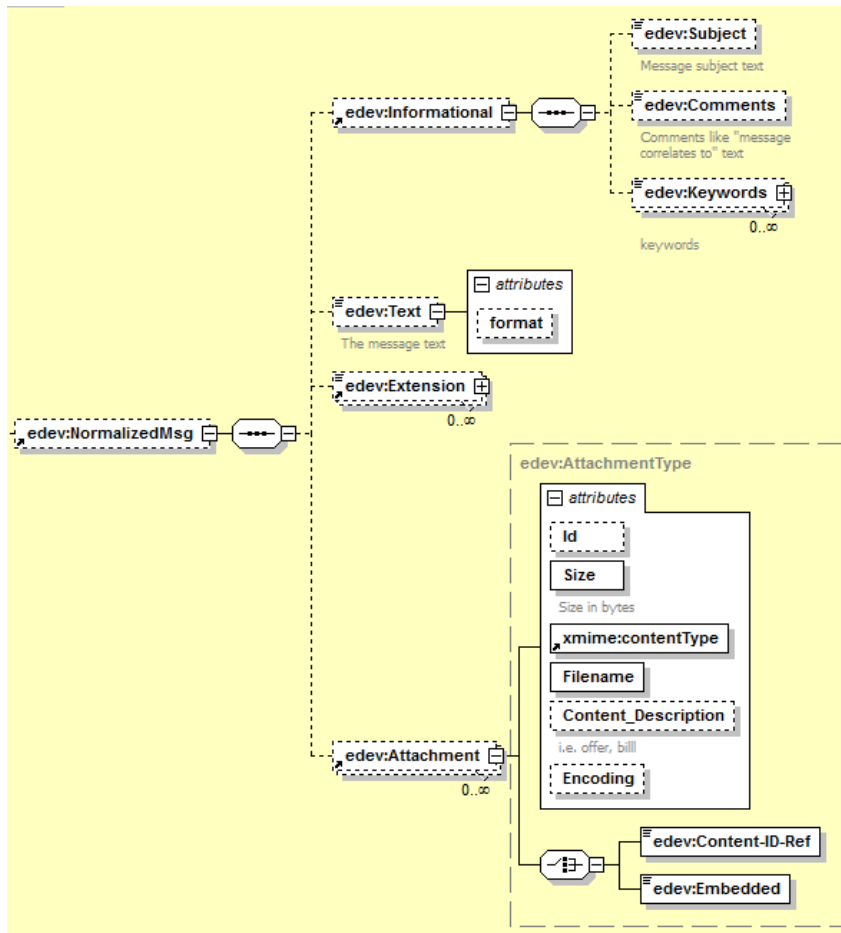 edev:Subject
Message subject text
edev:Informational
edev:Comments
Comments like "message
correlates to" text
edev:Keywords
0..∞
keywords
attributes
edev:Text
format
The message text
edev:Extension
0..∞
edev:NormalizedMsg
edev:AttachmentType
attributes
Id
Size
Size in bytes
xmime:contentType
Filename
Content_Description
i.e. offer, billl
edev:Attachment
0..∞
Encoding
edev:Content-ID-Ref
edev:Embedded